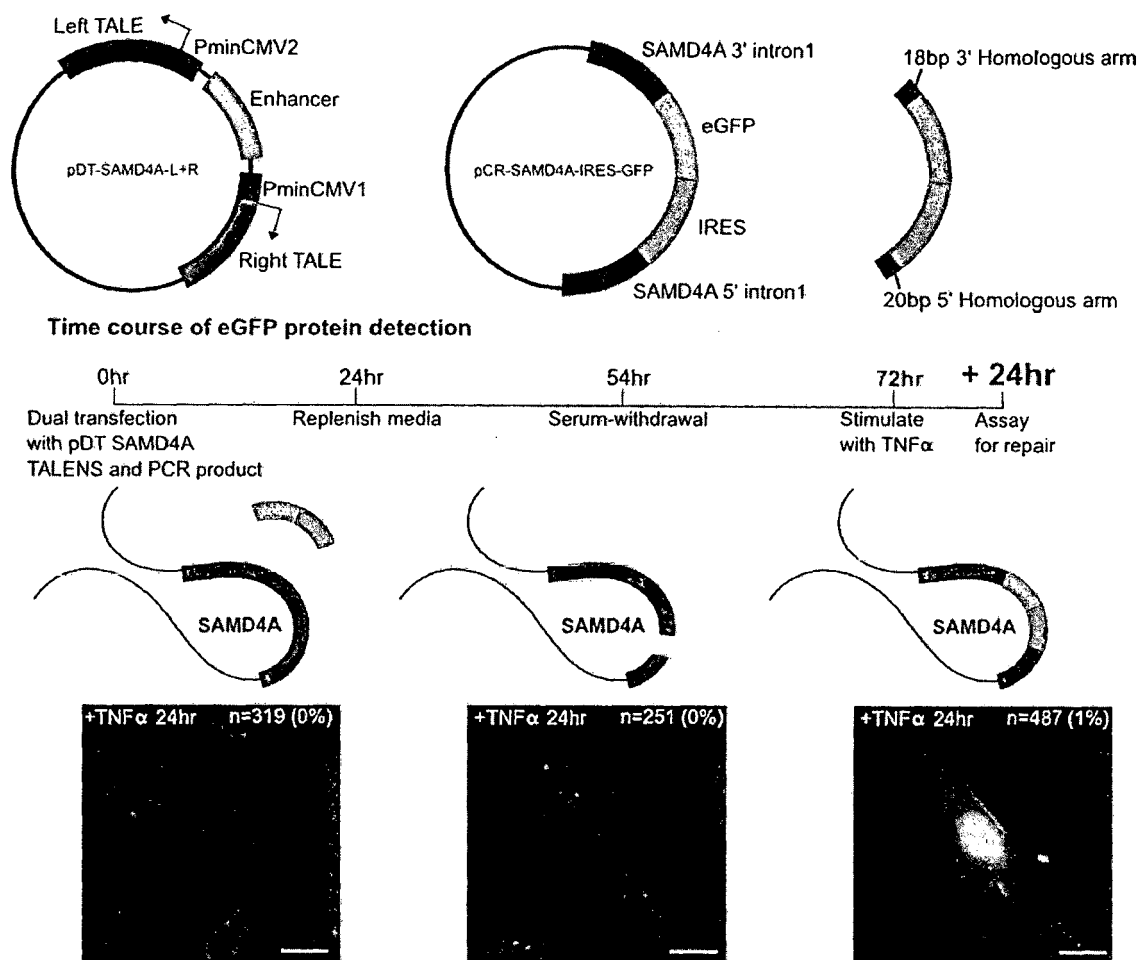 Left TALE
PminCMV2
Enhancer
pDT-SAMD4A-L+R
PminCMV1
Right TALE
SAMD4A 3' intron1
eGFP
pCR-SAMD4A-IRES-GFP
IRES
SAMD4A 5' intron1
18bp 3' Homologous arm
20bp 5' Homologous arm
Time course of eGFP protein detection
0hr
24hr
54hr
72hr
+ 24hr
Dual transfection
with pDT SAMD4A
TALENS and PCR product
Replenish media
Serum-withdrawal
Stimulate
with TNFα
Assay
for repair
SAMD4A
SAMD4A
SAMD4A
+TNFα 24hr n=319 (0%)
+TNFα 24hr n=251 (0%)
+TNFα 24hr n=487 (1%)